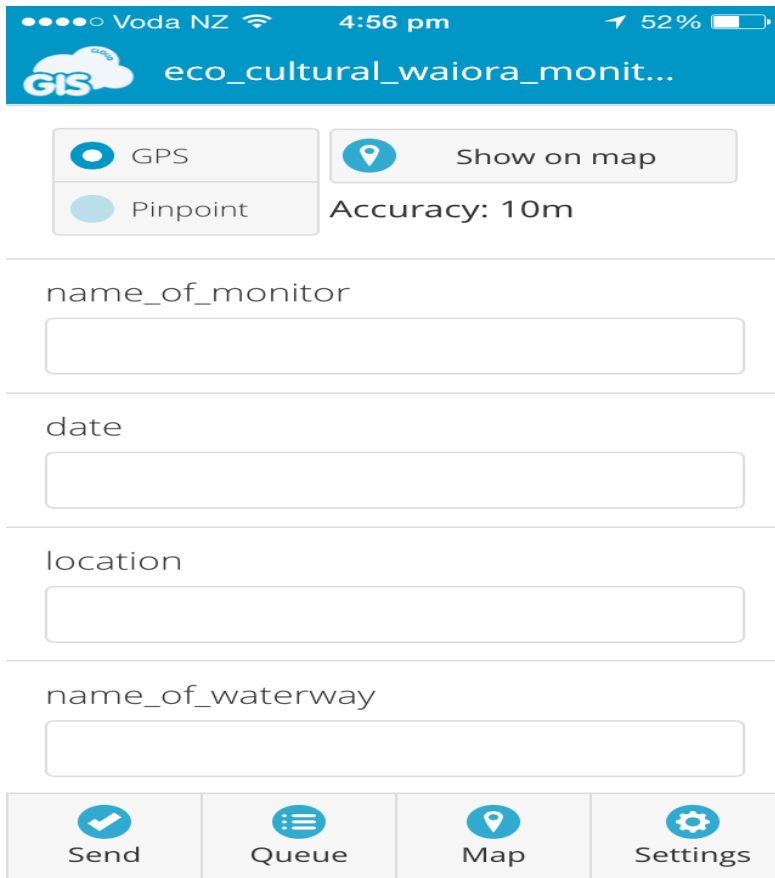 Voda NZ 4:56 pm 52%
GIS CLOUD eco_cultural_waiora_monit...
GPS
Show on map
Pinpoint
Accuracy: 10m
name_of_monitor
date
location
name_of_waterway
Send Queue Map Settings